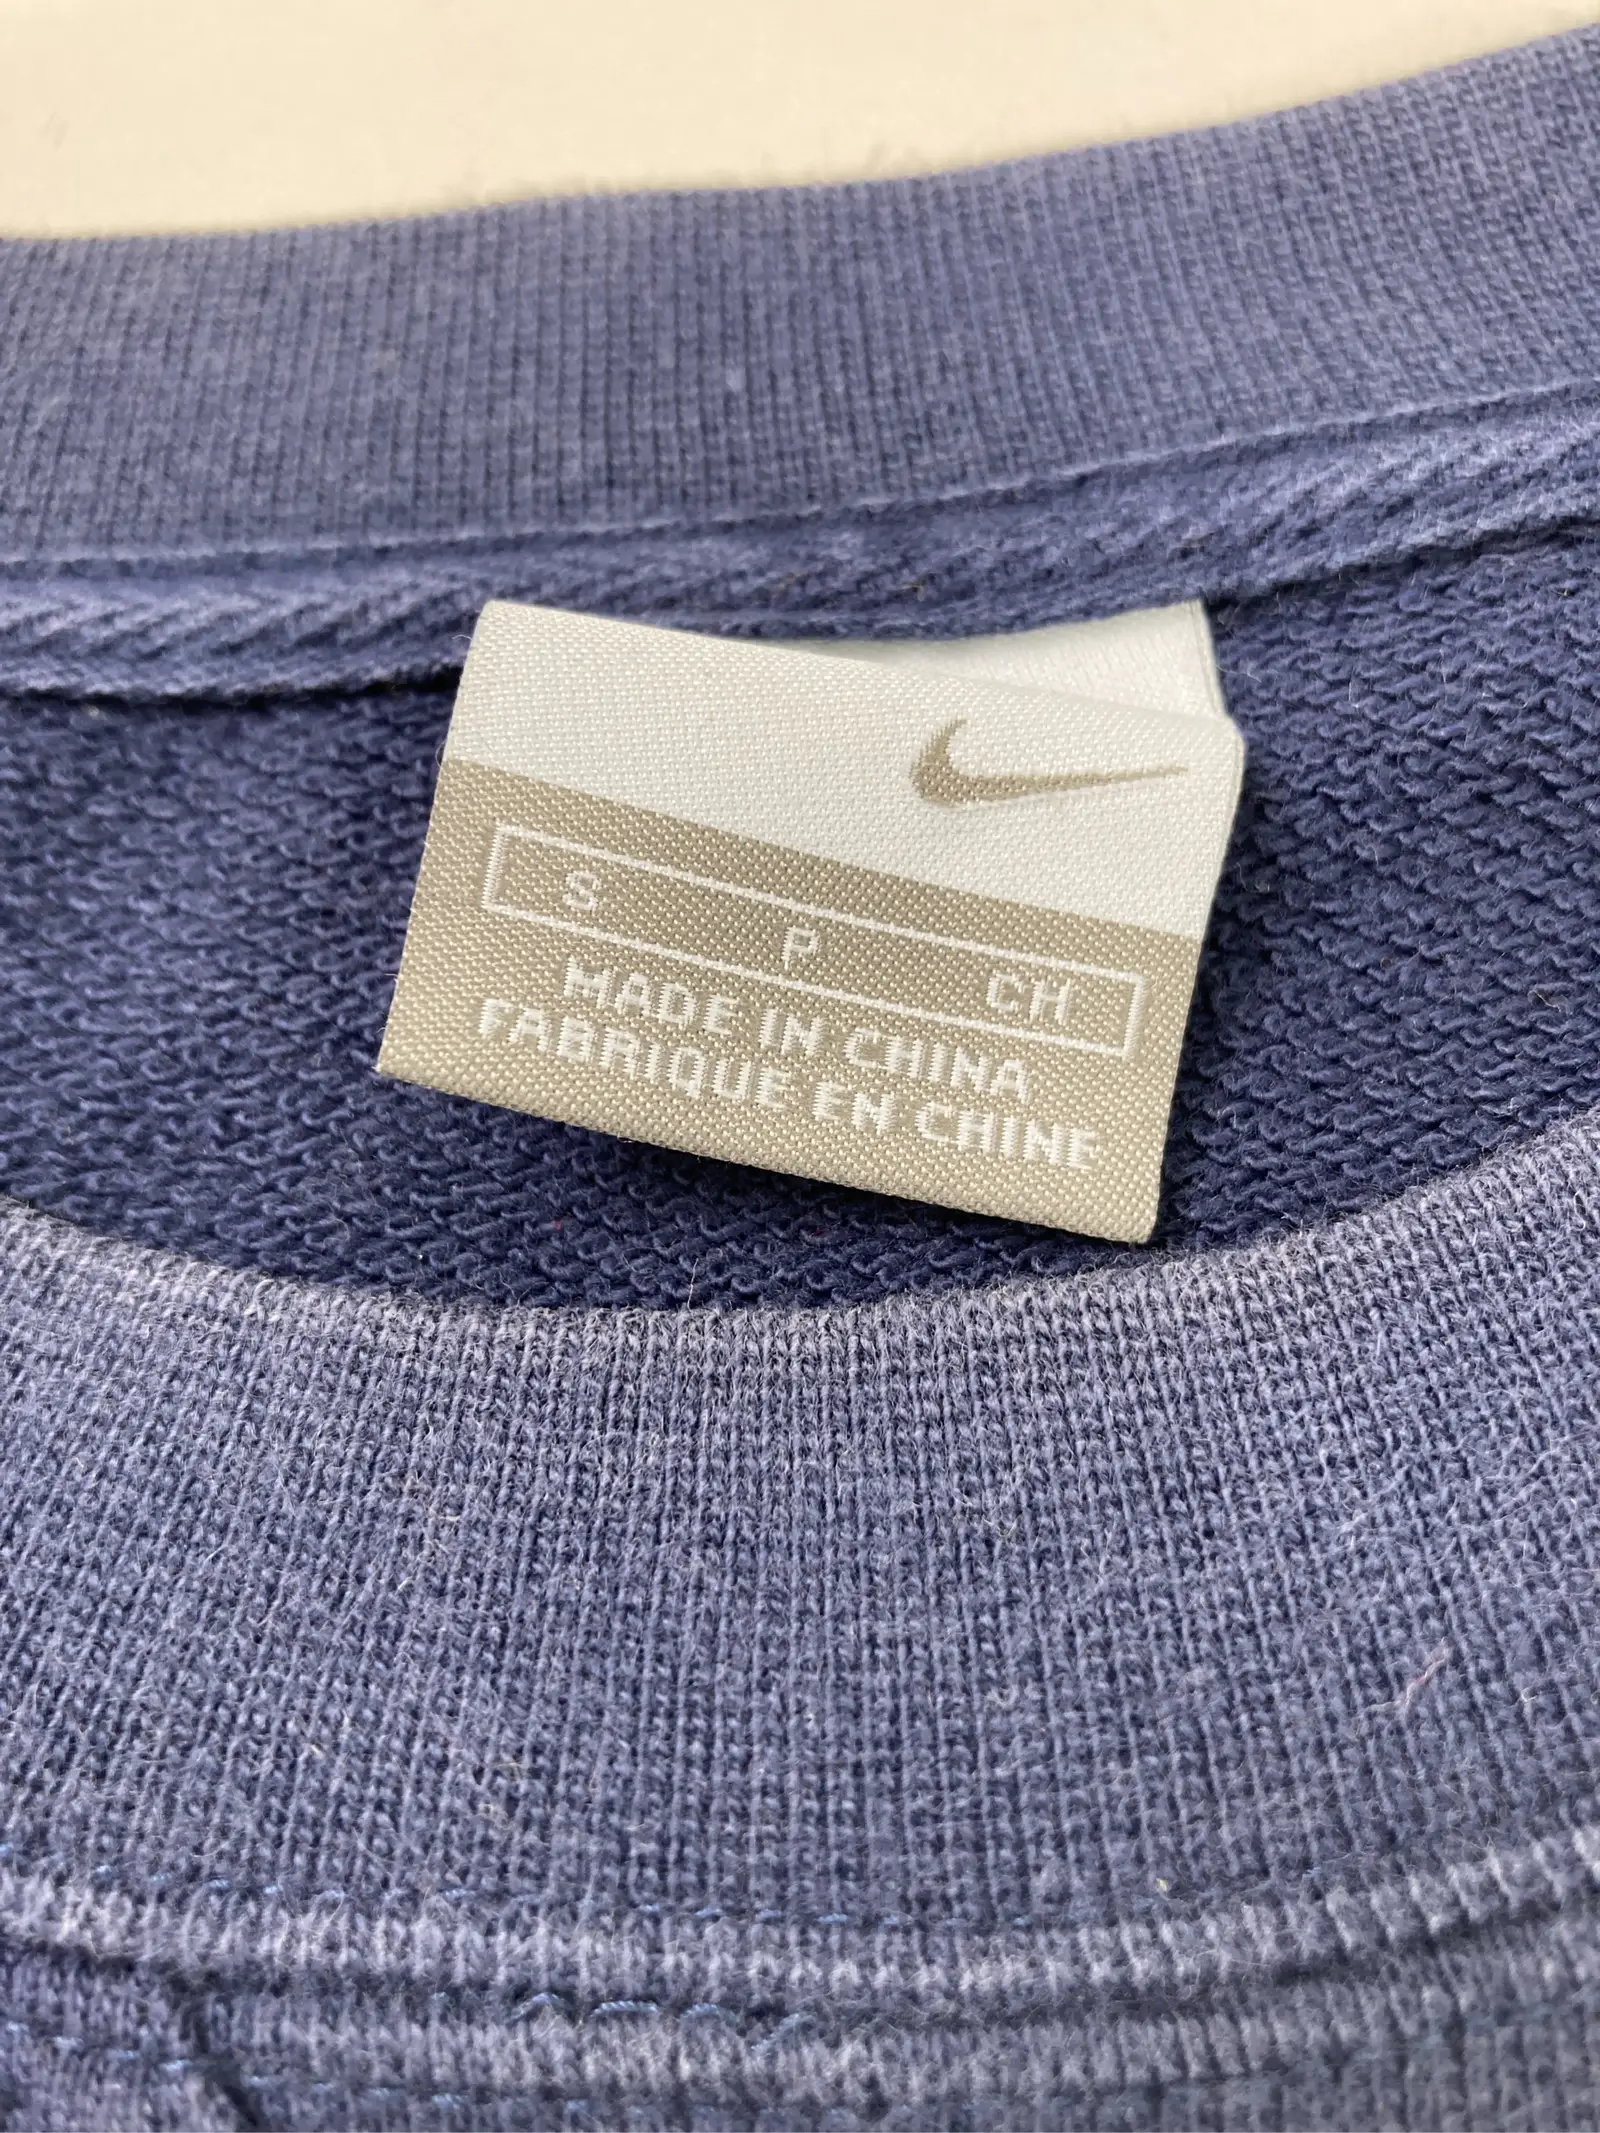 S P CH
MADE IN CHINA
FABRIQUE EN CHINE